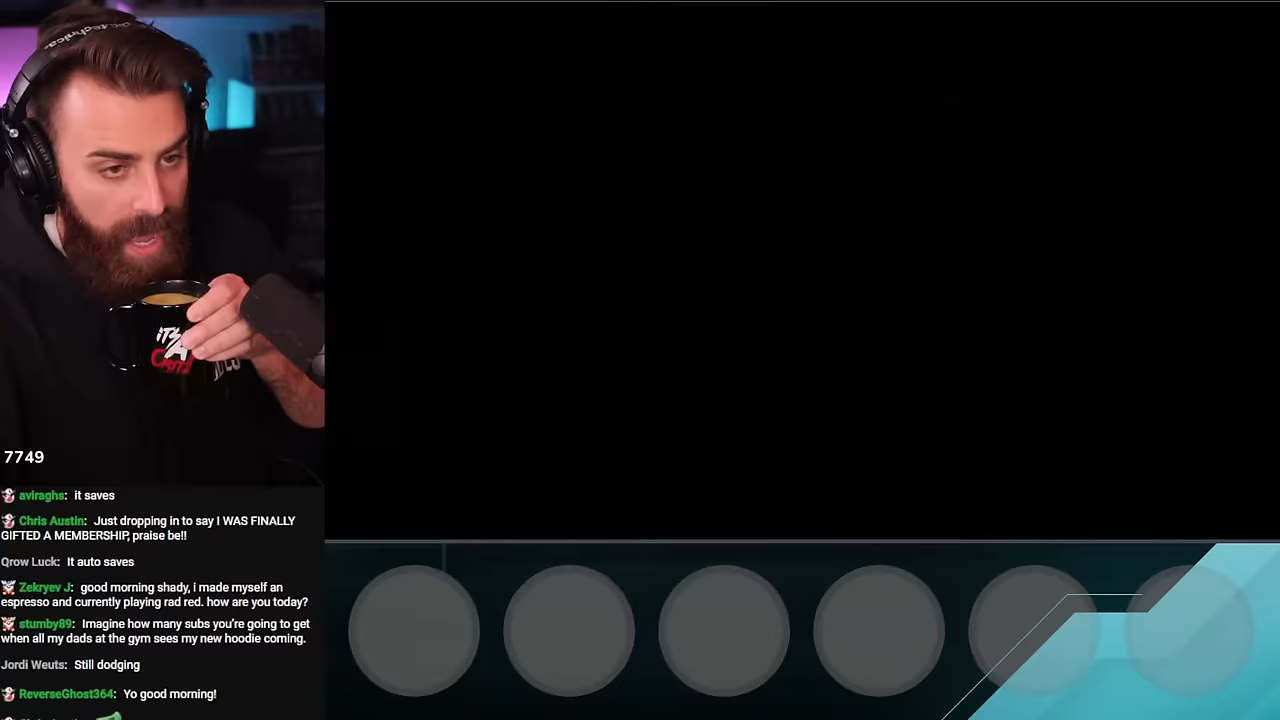 technica
ITS
A
7749
aviraghs: it saves
Chris Austin: Just dropping in to say I WAS FINALLY
GIFTED A MEMBERSHIP, praise be!!
Qrow Luck: It auto saves
Zekryev J: good morning shady, i made myself an
espresso and currently playing rad red. how are you today?
stumby89: Imagine how many subs you're going to get
when all my dads at the gym sees my new hoodie coming.
Jordi Weuts: Still dodging
ReverseGhost364: Yo good morning!